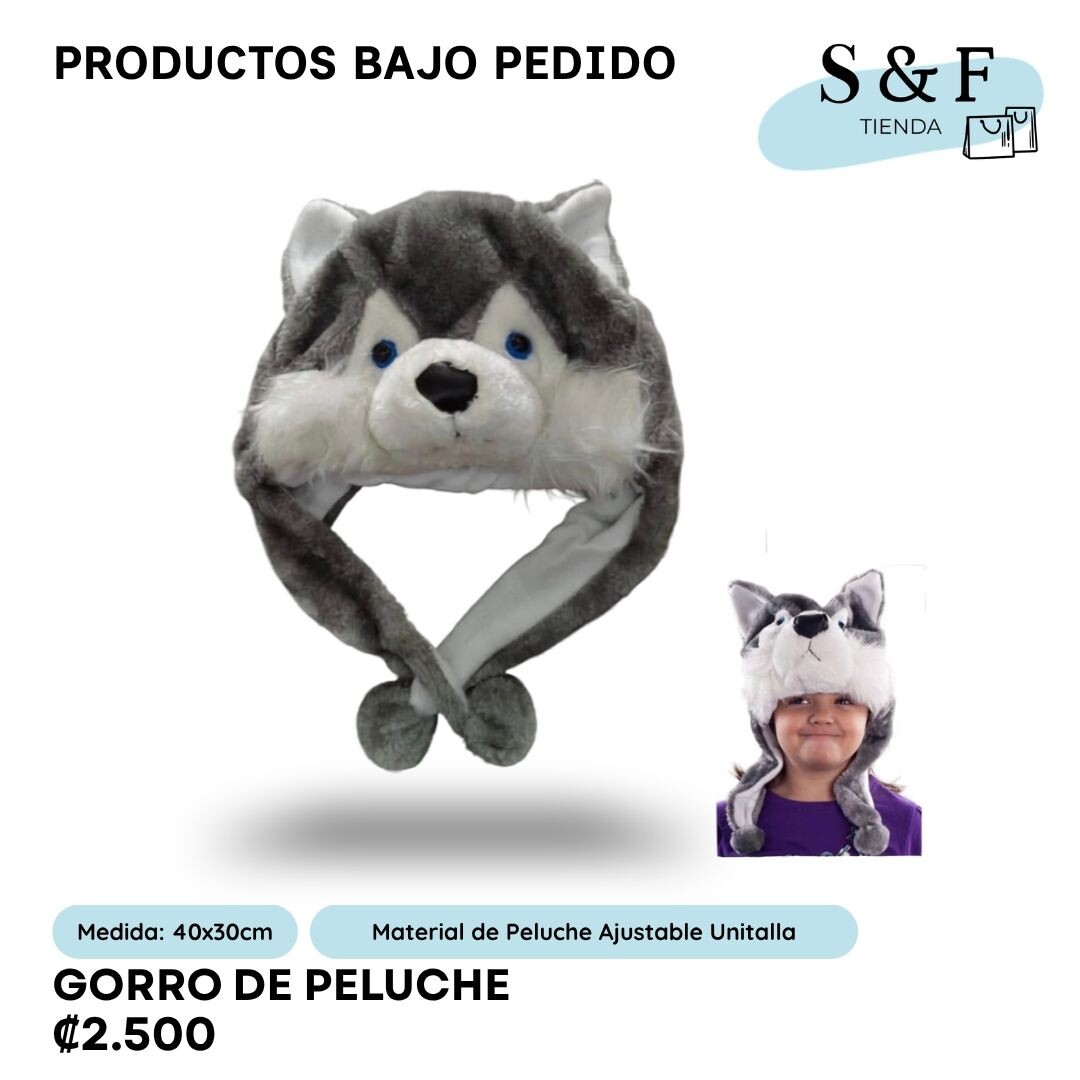 PRODUCTOS BAJO PEDIDO
S & F
TIENDA
Medida: 40x30cm
Material de Peluche Ajustable Unitalla
GORRO DE PELUCHE
₡2.500